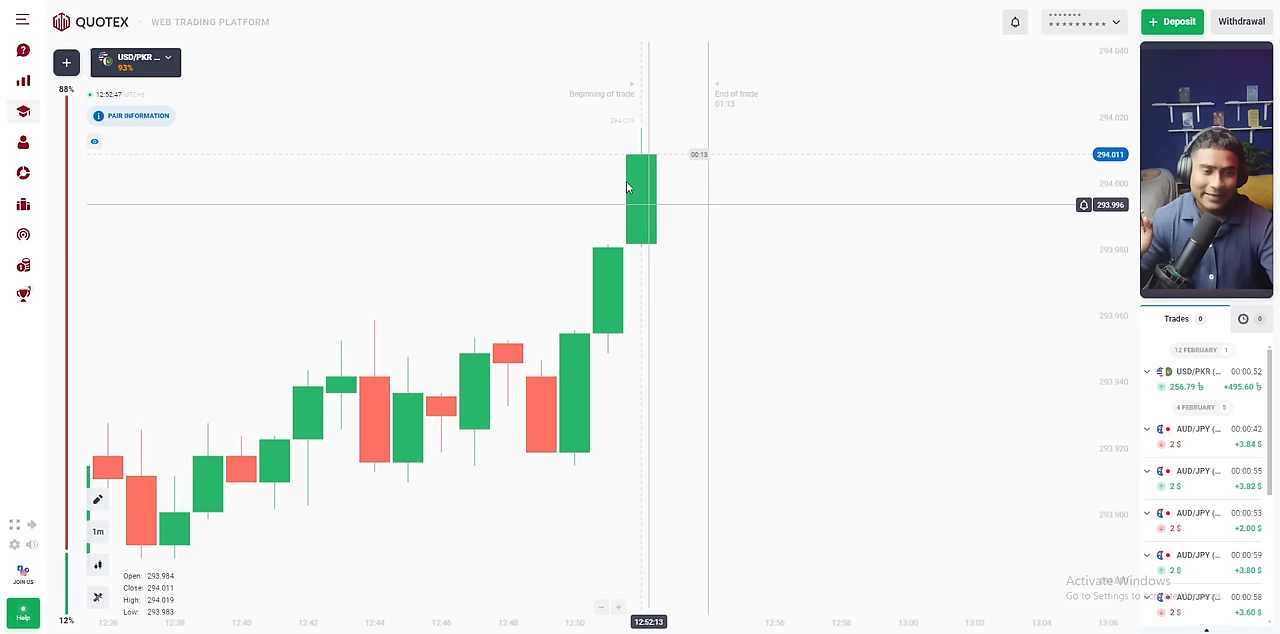 QUOTEX
WEB TRADING PLATFORM
*******
*********
+ Deposit
Withdrawal
USD/PKR ...
93%
88%
12:52:47 UTC+6
PAIR INFORMATION
Beginning of trade
End of trade
01:13
294.019
00:13
294.040
294.020
294.011
294.000
293.996
293.980
293.960
293.940
293.920
293.900
1m
Open: 293.984
Close: 294.011
High: 294.019
Low: 293.983
12%
JOIN US
Help
12:36
12:38
12:40
12:42
12:44
12:46
12:48
12:50
12:52:13
12:56
12:58
13:00
13:02
13:04
13:06
Trades 0
0
12 FEBRUARY 1
USD/PKR (... 00:00:52
256.79 ৳ +495.60 ৳
4 FEBRUARY 5
AUD/JPY (... 00:00:42
2 $ +3.84 $
AUD/JPY (... 00:00:55
2 $ +3.82 $
AUD/JPY (... 00:00:53
2 $ +2.00 $
AUD/JPY (... 00:00:59
2 $ +3.80 $
AUD/JPY (... 00:00:58
2 $ +3.60 $
Activate Windows
Go to Settings to